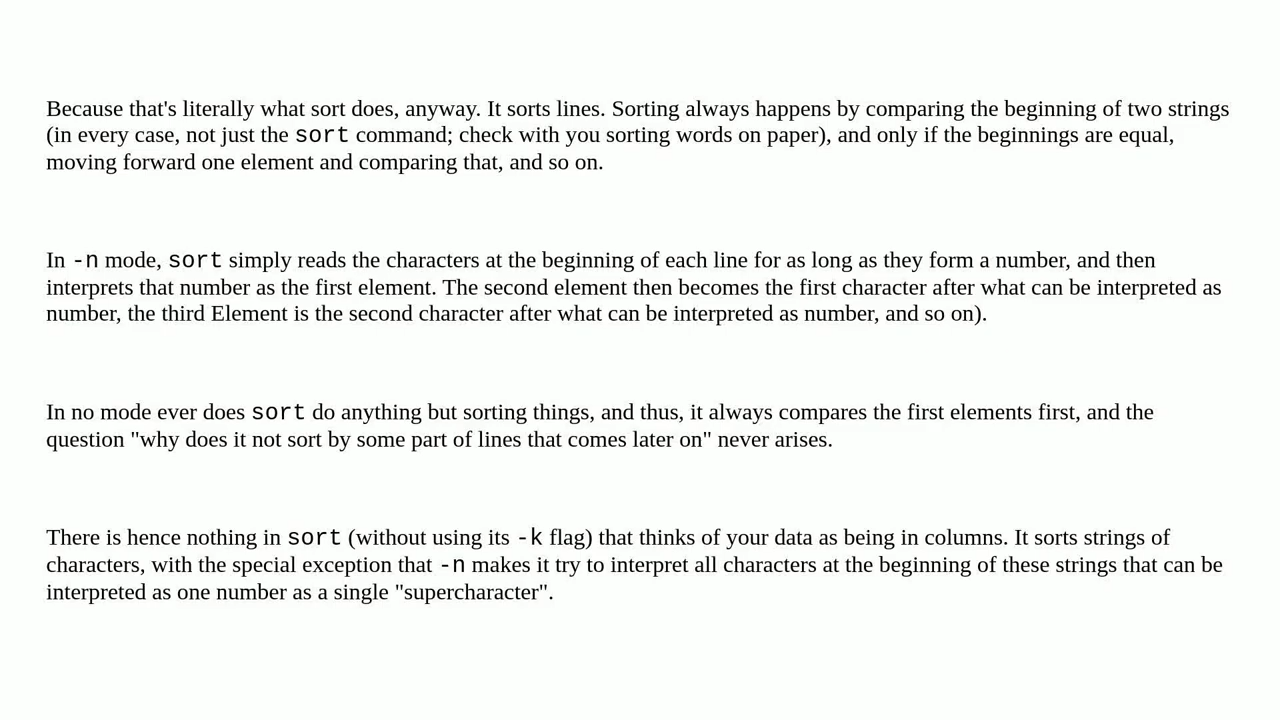 Because that's literally what sort does, anyway. It sorts lines. Sorting always happens by comparing the beginning of two strings
(in every case, not just the sort command; check with you sorting words on paper), and only if the beginnings are equal,
moving forward one element and comparing that, and so on.
In -n mode, sort simply reads the characters at the beginning of each line for as long as they form a number, and then
interprets that number as the first element. The second element then becomes the first character after what can be interpreted as
number, the third Element is the second character after what can be interpreted as number, and so on).
In no mode ever does sort do anything but sorting things, and thus, it always compares the first elements first, and the
question "why does it not sort by some part of lines that comes later on" never arises.
There is hence nothing in sort (without using its -k flag) that thinks of your data as being in columns. It sorts strings of
characters, with the special exception that -n makes it try to interpret all characters at the beginning of these strings that can be
interpreted as one number as a single "supercharacter".